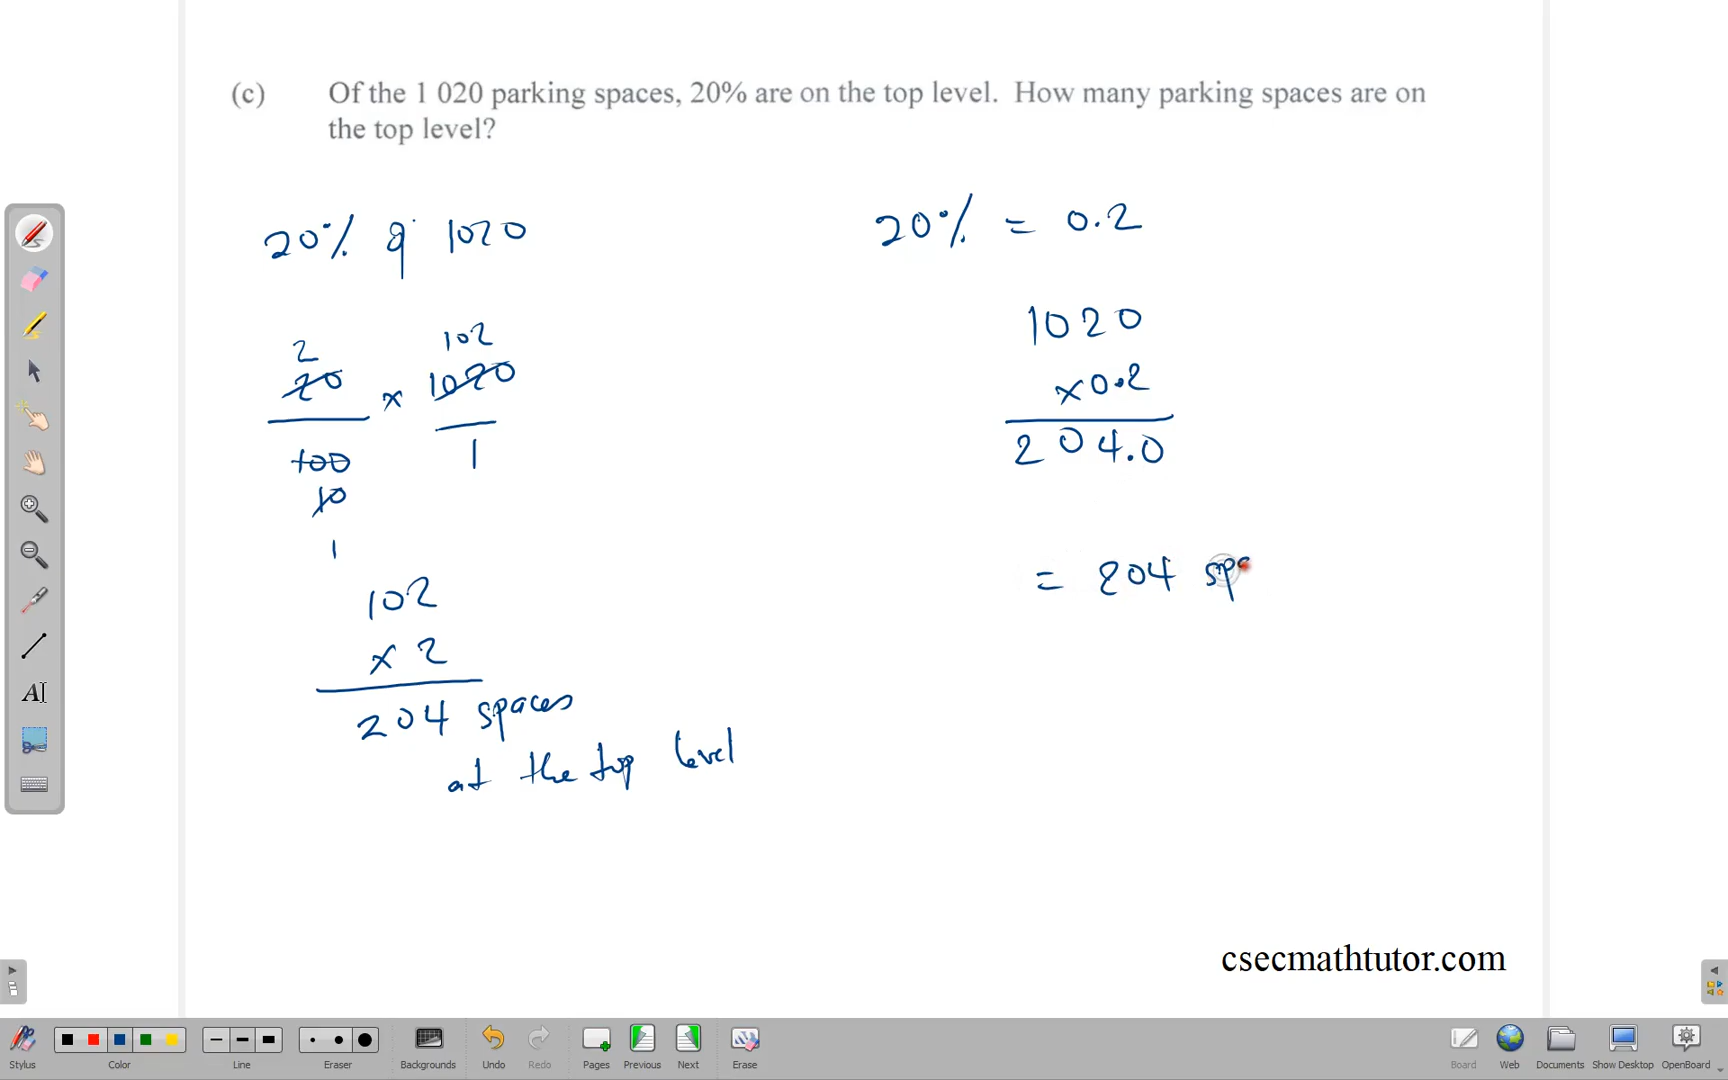 (c) Of the 1 020 parking spaces, 20% are on the top level. How many parking spaces are on
the top level?
20% of 1020
2
20
100
10
1
x
102
1020
1
102
x 2
204 spaces
at the top level
20% = 0.2
1020
x0.2
204.0
= 204 spa
csecmathtutor.com
Stylus
Color
Line
Eraser
Backgrounds
Undo
Redo
Pages
Previous
Next
Erase
Board
Web
Documents
Show Desktop
OpenBoard